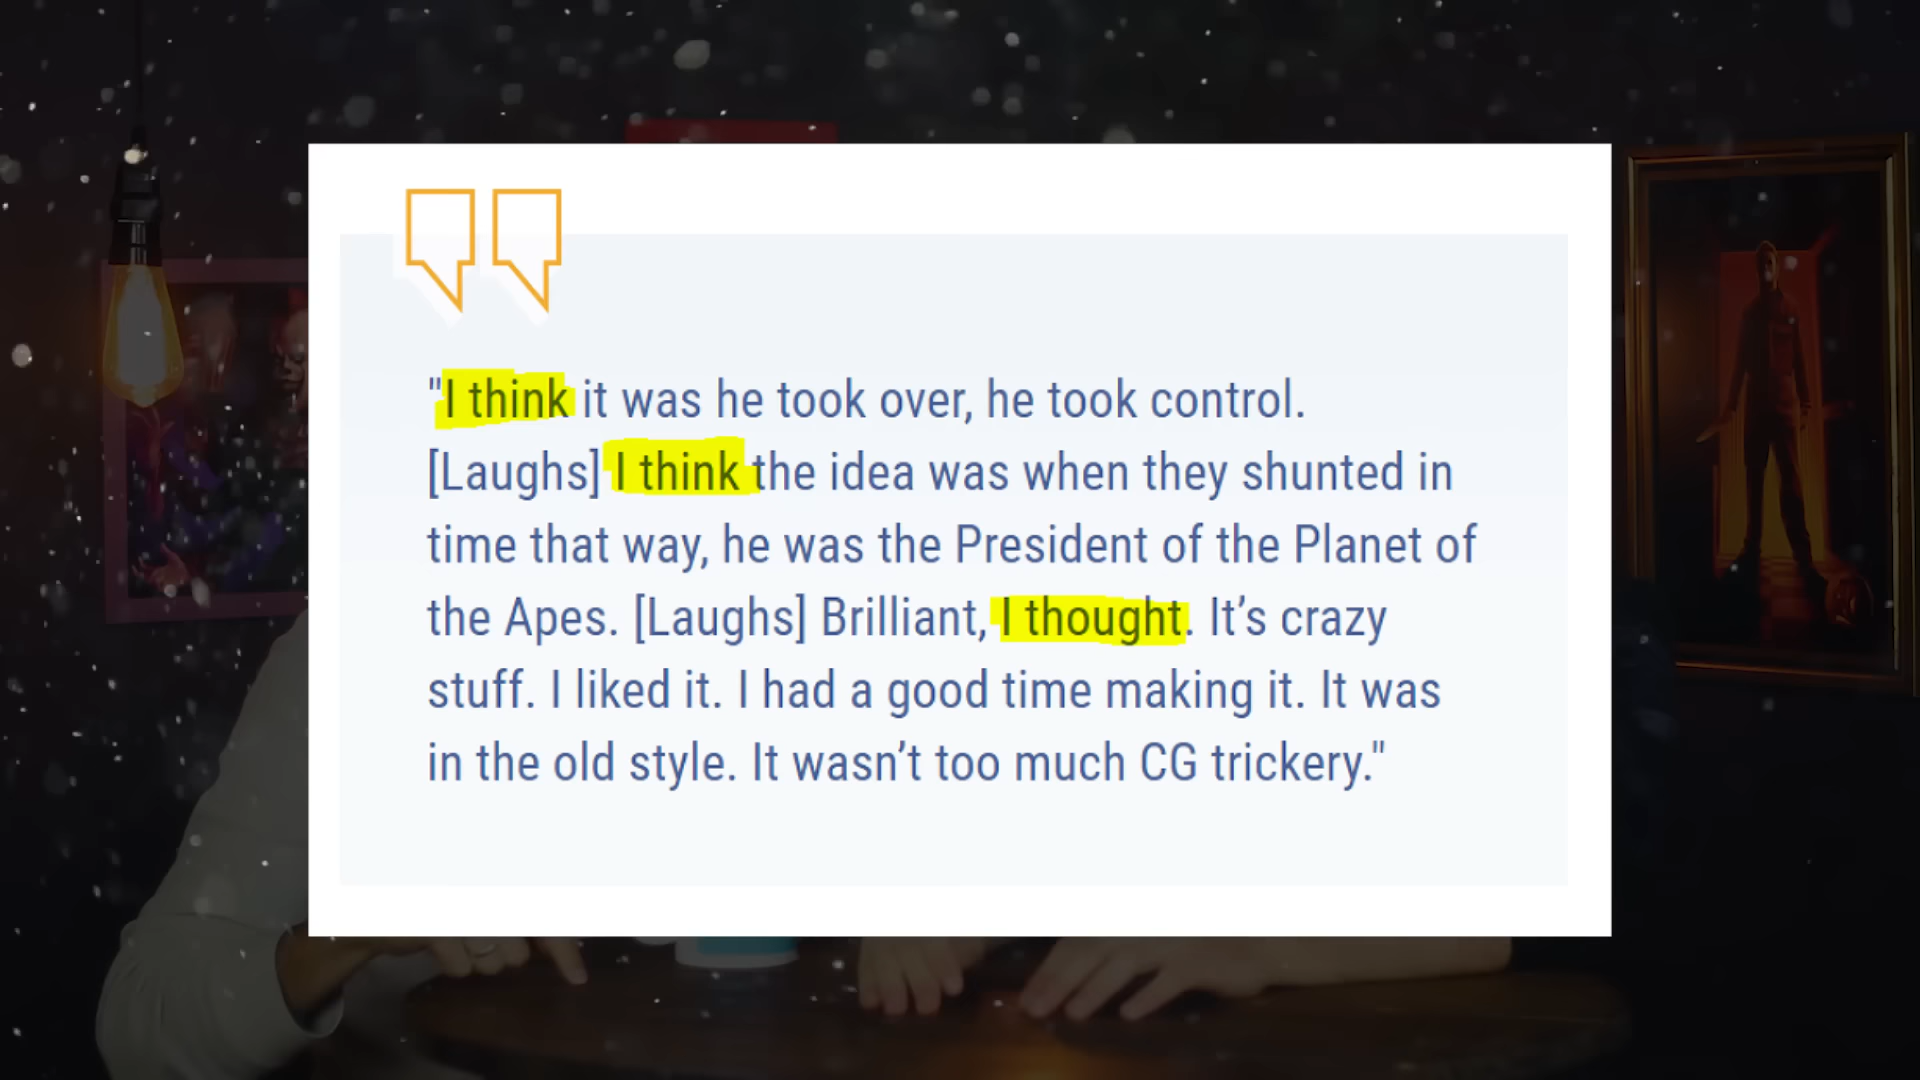 "I think it was he took over, he took control.
[Laughs] I think the idea was when they shunted in
time that way, he was the President of the Planet of
the Apes. [Laughs] Brilliant, I thought. It’s crazy
stuff. I liked it. I had a good time making it. It was
in the old style. It wasn’t too much CG trickery."